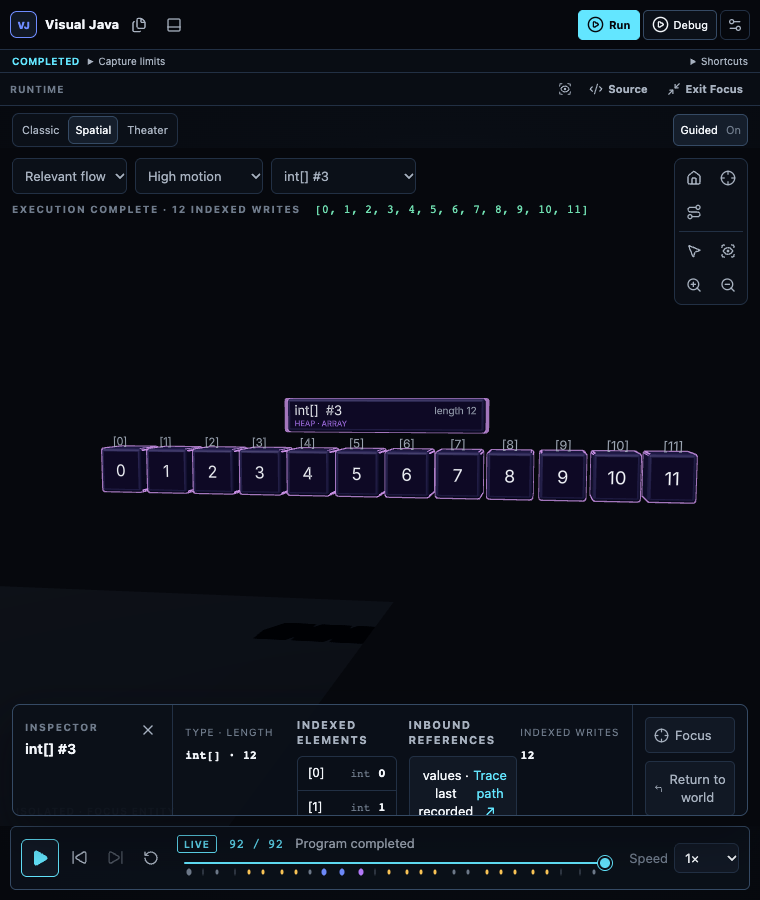 VJ Visual Java Run Debug
COMPLETED Capture limits Shortcuts
RUNTIME Source Exit Focus
Classic Spatial Theater Guided On
Relevant flow High motion int[] #3
EXECUTION COMPLETE · 12 INDEXED WRITES [0, 1, 2, 3, 4, 5, 6, 7, 8, 9, 10, 11]
int[] #3 length 12
HEAP · ARRAY
[0] [1] [2] [3] [4] [5] [6] [7] [8] [9] [10] [11]
0 1 2 3 4 5 6 7 8 9 10 11
INSPECTOR
int[] #3
TYPE · LENGTH
int[] · 12
INDEXED
ELEMENTS
[0] int 0
[1] int 1
INBOUND
REFERENCES
values ·
last
recorded
Trace
path
↗
INDEXED WRITES
12
Focus
Return to
world
LIVE 92 / 92 Program completed
Speed 1×